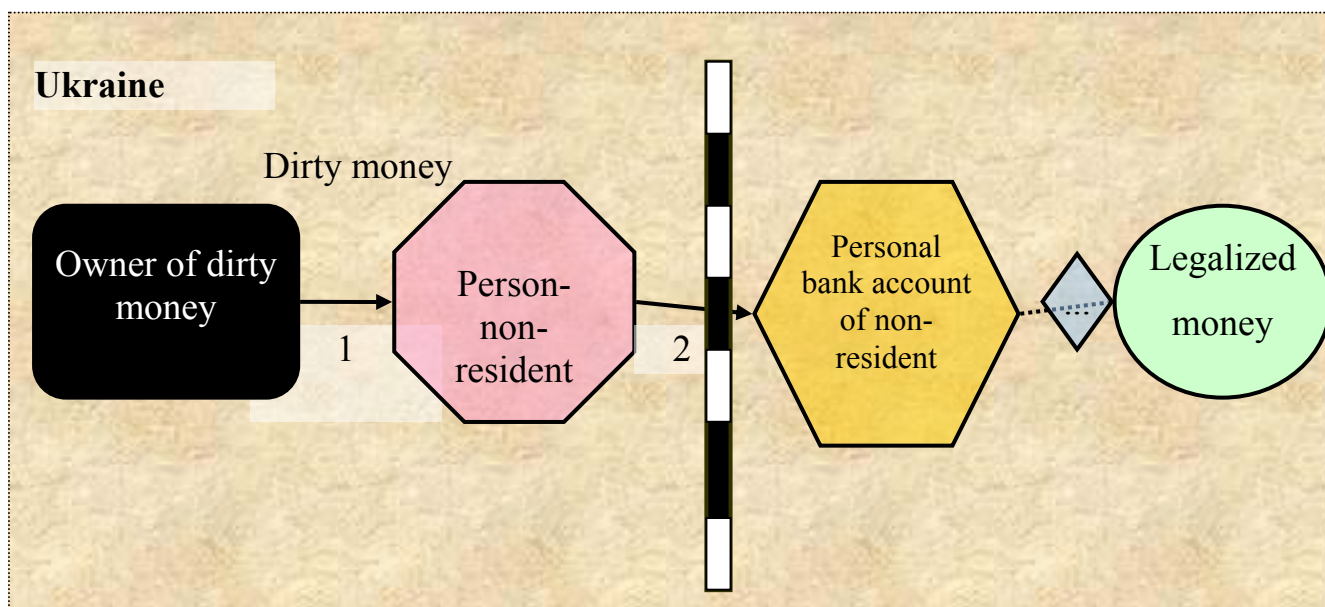 Ukraine
Dirty money
Owner of dirty
money
1
Person-
non-
resident
2
Personal
bank account
of non-
resident
...
Legalized
money